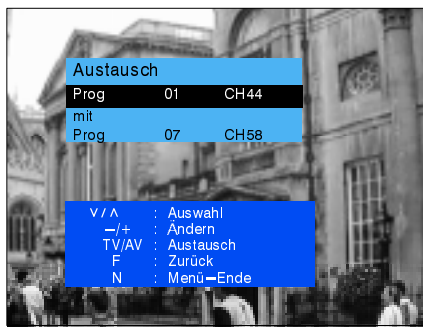 Austausch
Prog 01 CH44
mit
Prog 07 CH58
∨/∧ : Auswahl
−/+ : Ändern
TV/AV : Austausch
F : Zurück
N : Menü−Ende